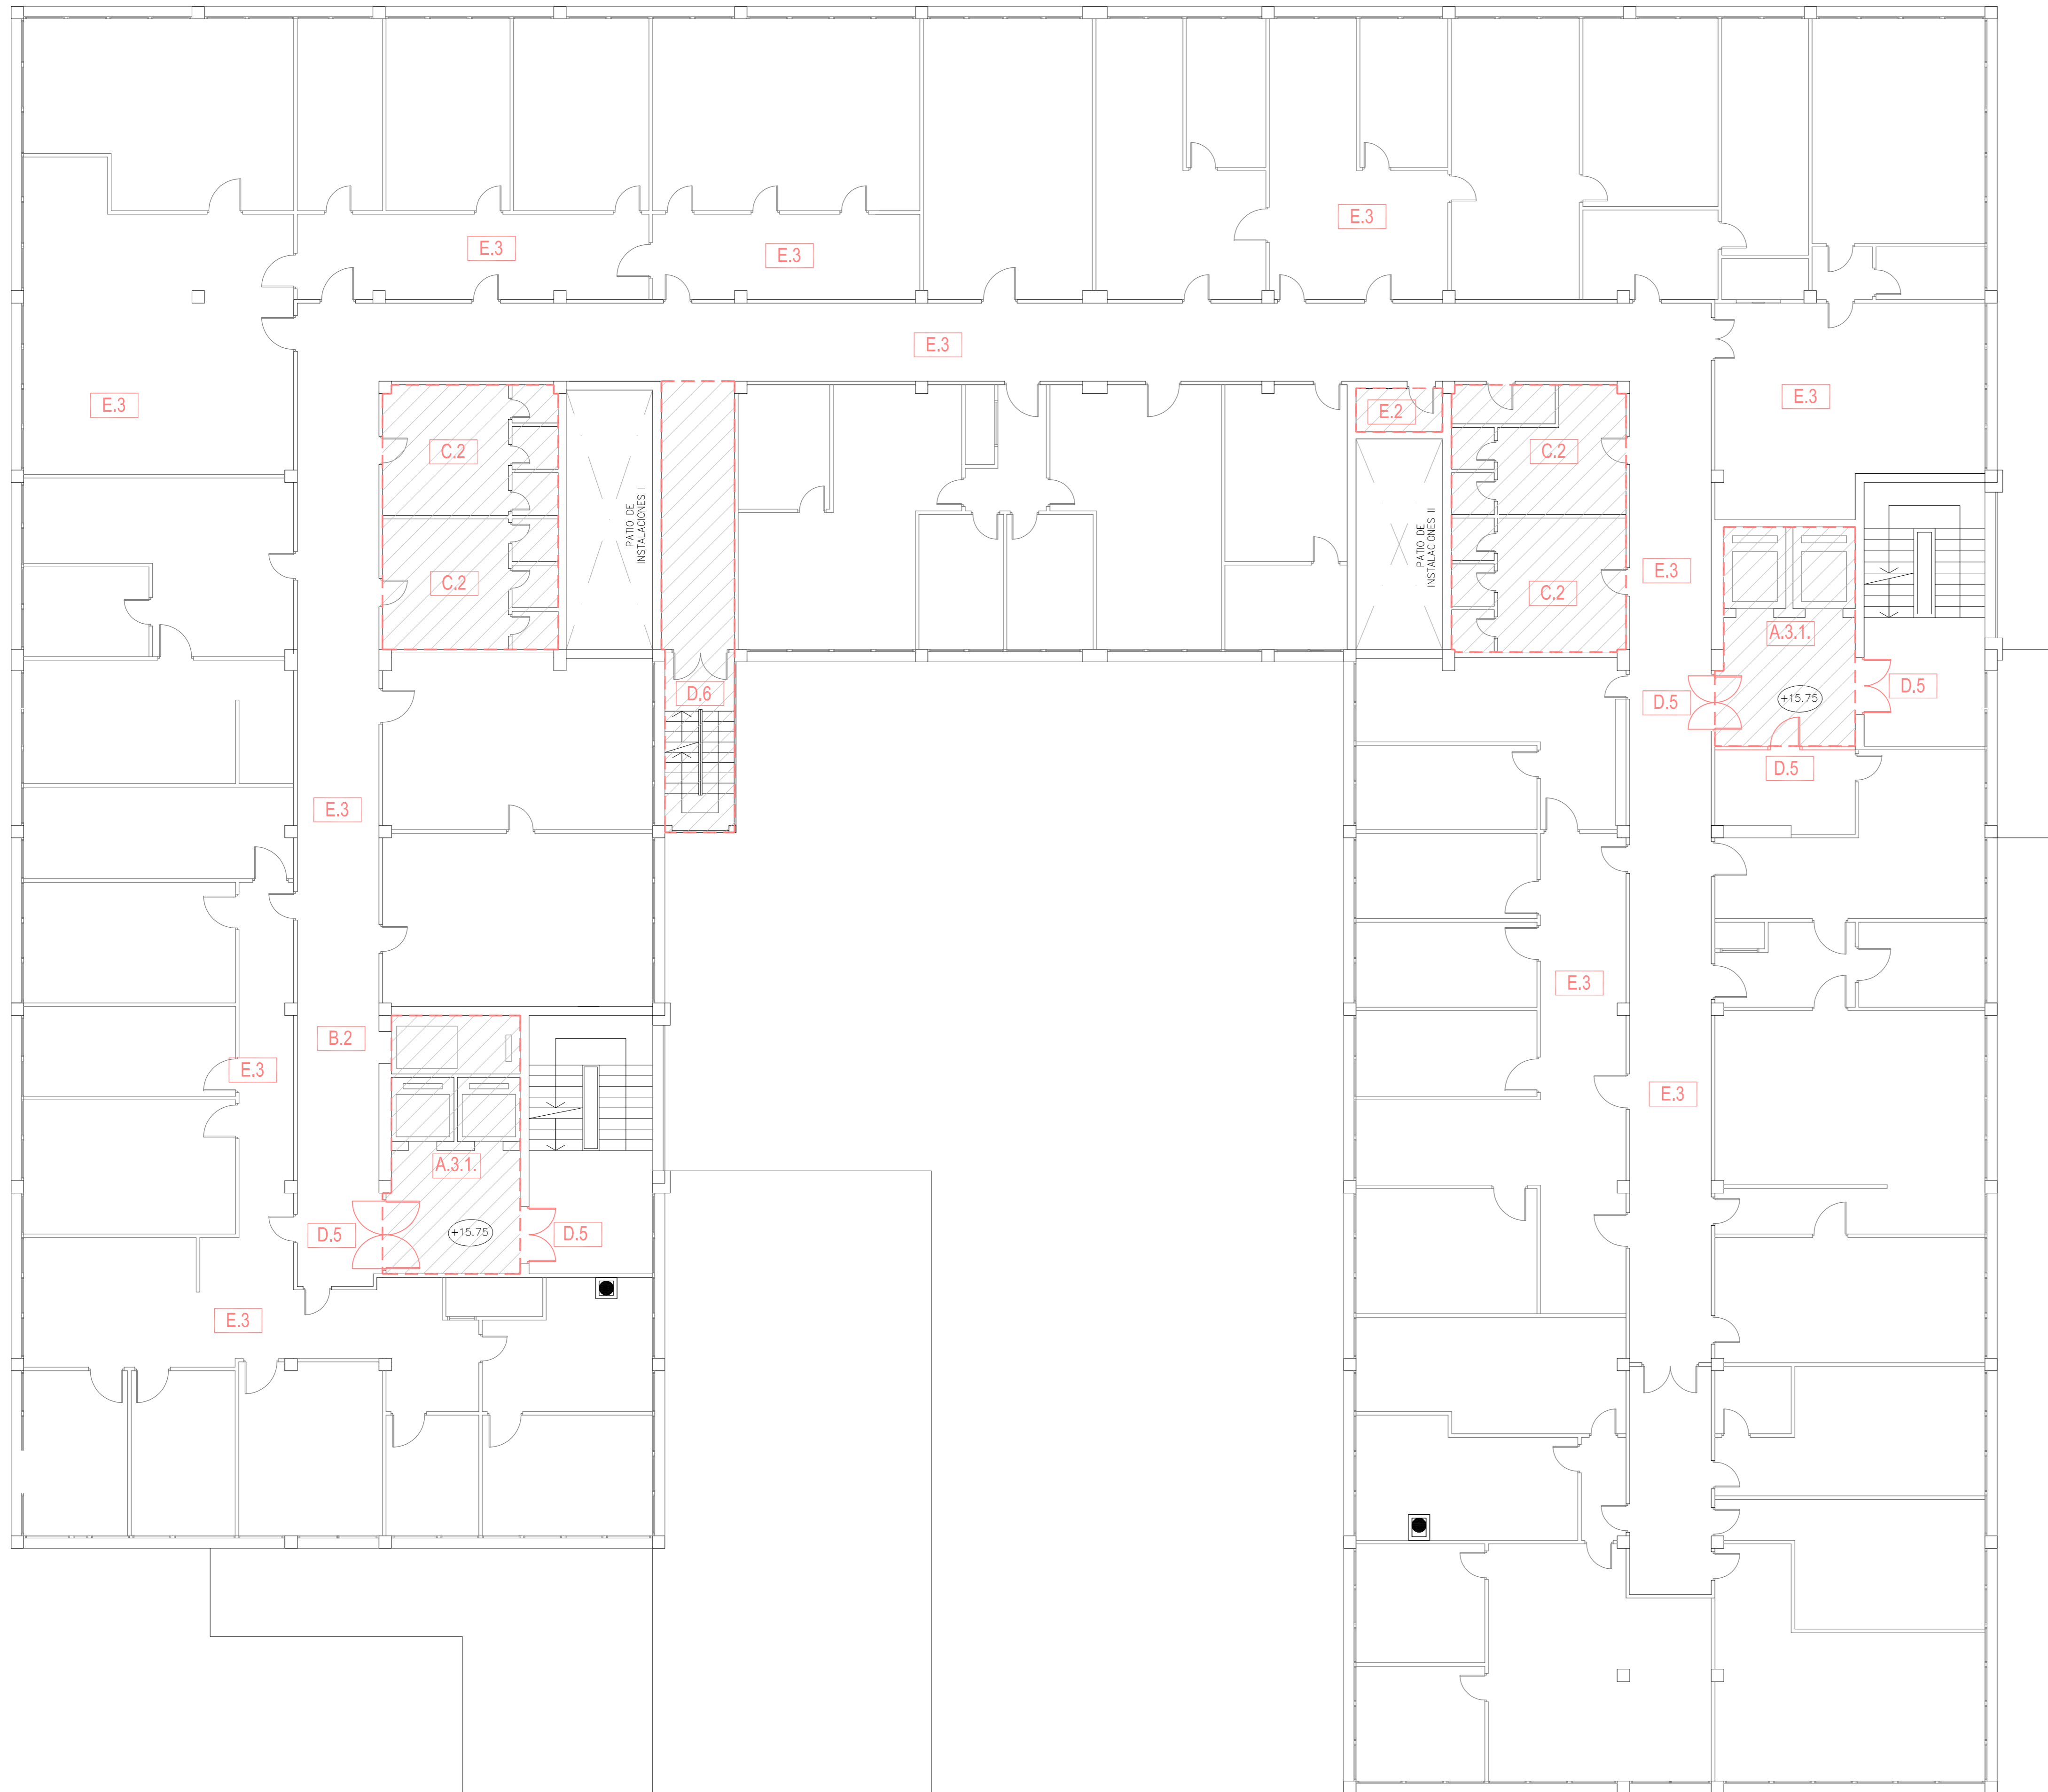 E.3
E.3
E.3
E.3
E.3
E.3
E.2
C.2
C.2
PATIO DE
INSTALACIONES I
PATIO DE
INSTALACIONES II
E.3
C.2
C.2
A.3.1.
D.6
D.5
+15.75
D.5
D.5
E.3
E.3
B.2
E.3
E.3
A.3.1.
D.5
+15.75
D.5
E.3